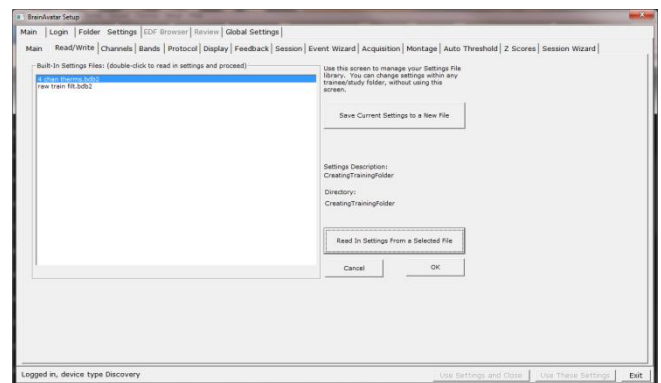 BrainAvatar Setup
Main Login Folder Settings EDF Browser Review Global Settings
Main Read/Write Channels Bands Protocol Display Feedback Session Event Wizard Acquisition Montage Auto Threshold Z Scores Session Wizard
Built-In Settings Files: (double-click to read in settings and proceed)
4 chan therms.bdb2
raw train filt.bdb2
Use this screen to manage your Settings File
library. You can change settings within any
trainee/study folder, without using this
screen.
Save Current Settings to a New File
Settings Description:
CreatingTrainingFolder
Directory:
CreatingTrainingFolder
Read In Settings From a Selected File
Cancel OK
Logged in, device type Discovery Use Settings and Close Use These Settings Exit